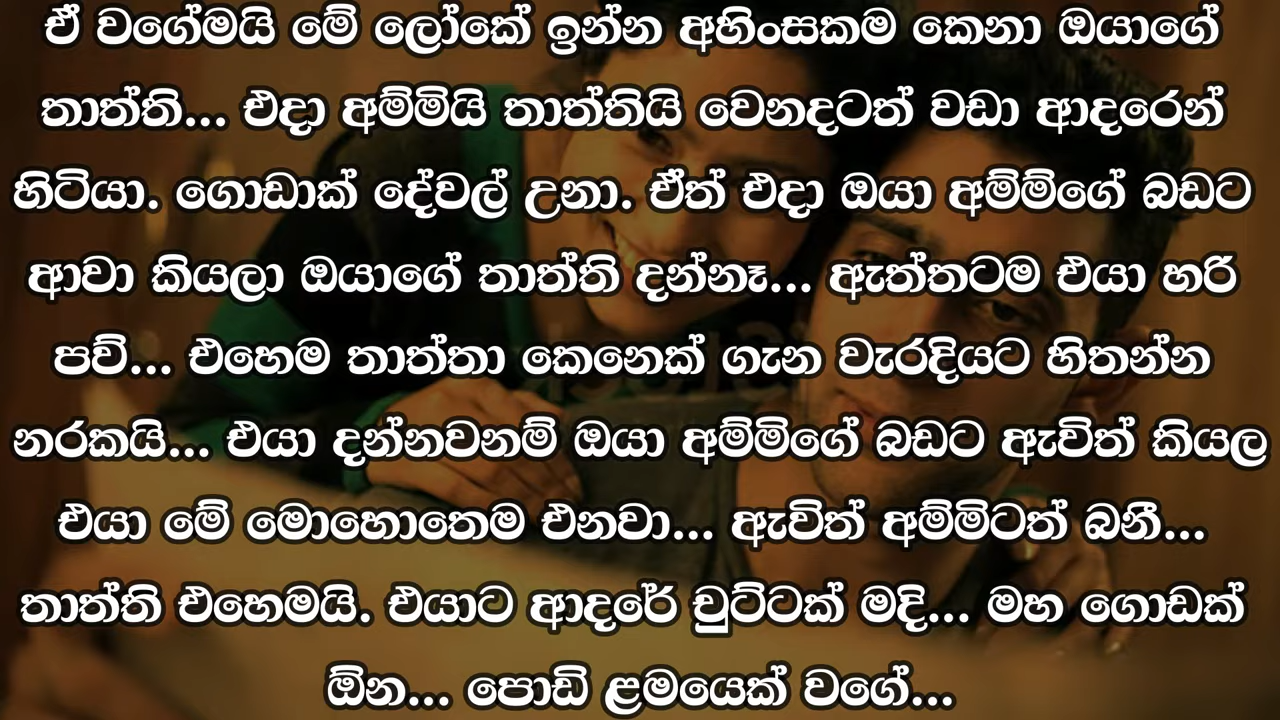 ඒ වගේමයි මේ ලෝකේ ඉන්න අහිංසකම කෙනා ඔයාගේ
තාත්ති... එදා අම්මියි තාත්තියි වෙනදටත් වඩා ආදරෙන්
හිටියා. ගොඩාක් දේවල් උනා. ඒත් එදා ඔයා අම්ම්ගේ බඩට
ආවා කියලා ඔයාගේ තාත්ති දන්නෑ... ඇත්තටම එයා හරි
පව්... එහෙම තාත්තා කෙනෙක් ගැන වැරදියට හිතන්න
නරකයි... එයා දන්නවනම් ඔයා අම්මිගේ බඩට ඇවිත් කියල
එයා මේ මොහොතෙම එනවා... ඇවිත් අම්මිටත් බනී...
තාත්ති එහෙමයි. එයාට ආදරේ චුට්ටක් මදි... මහ ගොඩක්
ඕන... පොඩි ළමයෙක් වගේ...